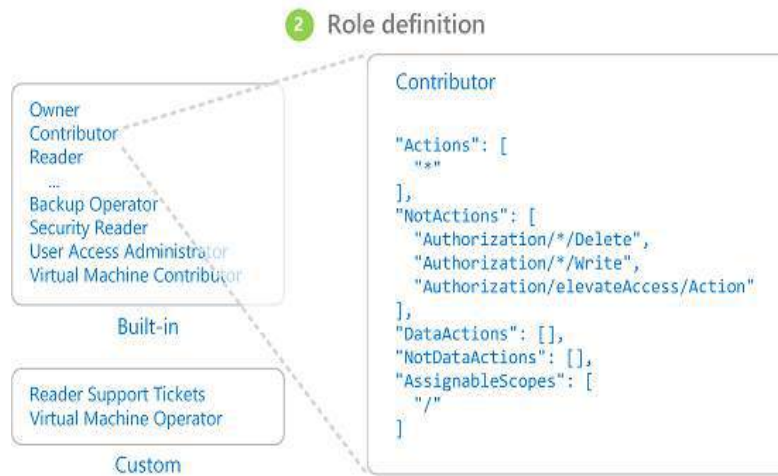 2 Role definition
Owner
Contributor
Reader
...
Backup Operator
Security Reader
User Access Administrator
Virtual Machine Contributor
Built-in
Reader Support Tickets
Virtual Machine Operator
Custom
Contributor
"Actions": [
"*"
],
"NotActions": [
"Authorization/*/Delete",
"Authorization/*/Write",
"Authorization/elevateAccess/Action"
],
"DataActions": [],
"NotDataActions": [],
"AssignableScopes": [
"/"
]